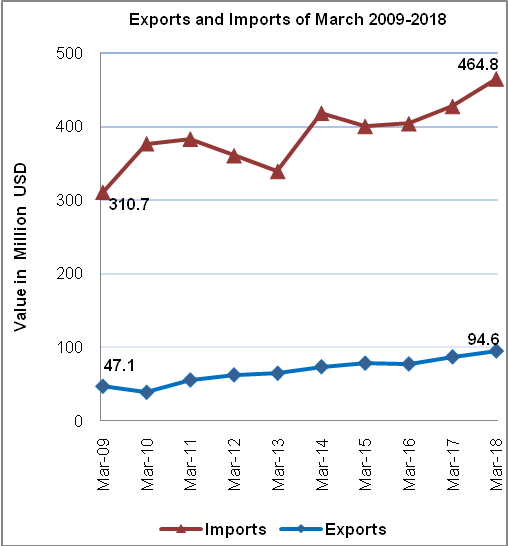 Exports and Imports of March 2009-2018
Value in Million USD
500
400
300
200
100
0
464.8
310.7
94.6
47.1
Mar-09
Mar-10
Mar-11
Mar-12
Mar-13
Mar-14
Mar-15
Mar-16
Mar-17
Mar-18
Imports
Exports